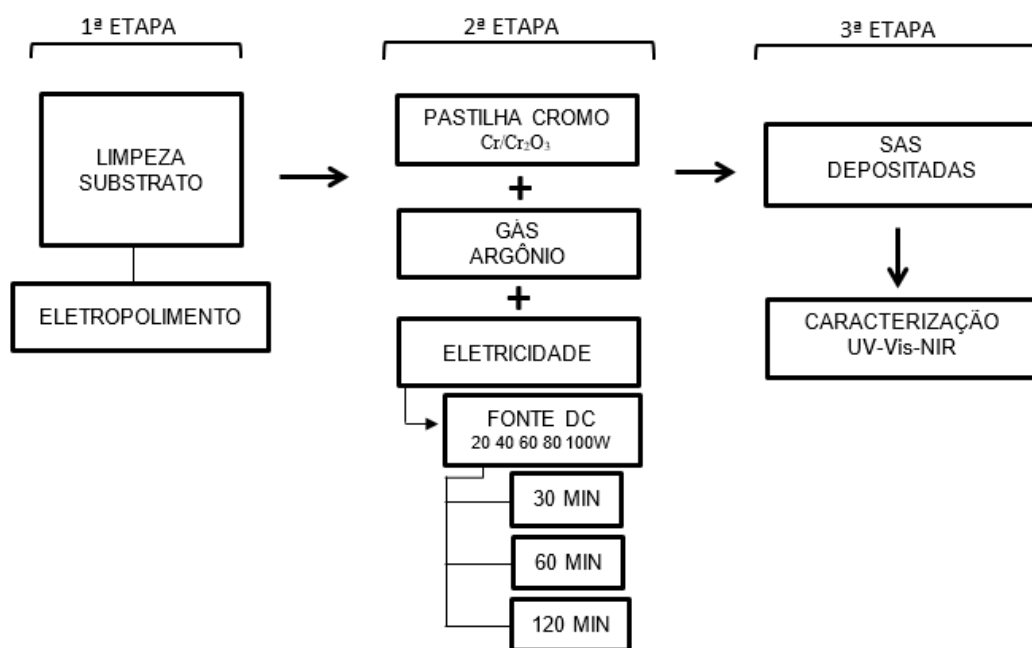 1ª ETAPA
LIMPEZA
SUBSTRATO
ELETROPOLIMENTO
2ª ETAPA
PASTILHA CROMO
Cr/Cr₂O₃
+
GÁS
ARGÔNIO
+
ELETRICIDADE
FONTE DC
20 40 60 80 100W
30 MIN
60 MIN
120 MIN
3ª ETAPA
SAS
DEPOSITADAS
CARACTERIZAÇÃO
UV-Vis-NIR